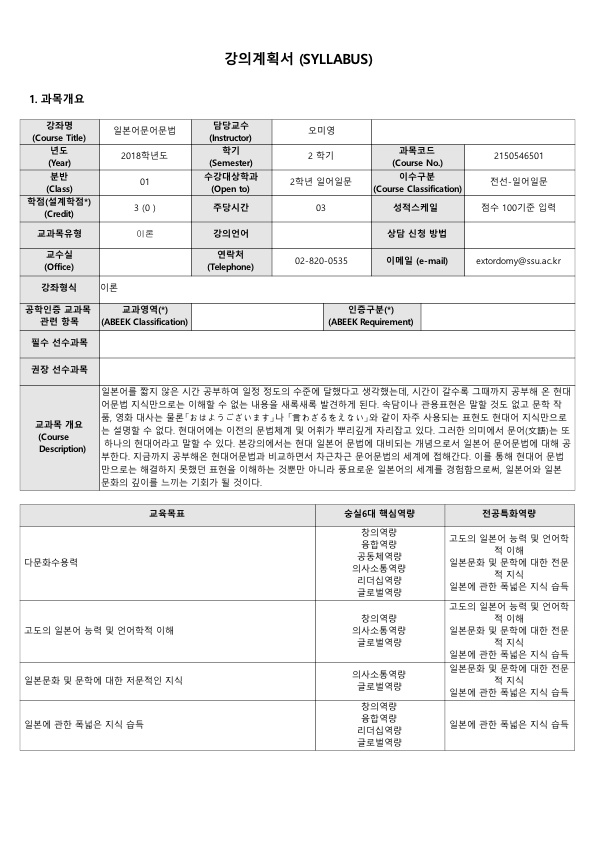 강의계획서 (SYLLABUS)
1. 과목개요
강좌명 (Course Title) 일본어문어문법 담당교수 (Instructor) 오미영
년도 (Year) 2018학년도 학기 (Semester) 2 학기 과목코드 (Course No.) 2150546501
분반 (Class) 01 수강대상학과 (Open to) 2학년 일어일문 이수구분 (Course Classification) 전선-일어일문
학점(설계학점*) (Credit) 3 (0 ) 주당시간 03 성적스케일 점수 100기준 입력
교과목유형 이론 강의언어 상담 신청 방법
교수실 (Office) 연락처 (Telephone) 02-820-0535 이메일 (e-mail) extordomy@ssu.ac.kr
강좌형식 이론
공학인증 교과목 관련 항목 교과영역(*) (ABEEK Classification) 인증구분(*) (ABEEK Requirement)
필수 선수과목
권장 선수과목
교과목 개요 (Course Description)
일본어를 짧지 않은 시간 공부하여 일정 정도의 수준에 달했다고 생각했는데, 시간이 갈수록 그때까지 공부해 온 현대
어문법 지식만으로는 이해할 수 없는 내용을 새록새록 발견하게 된다. 속담이나 관용표현은 말할 것도 없고 문학 작
품, 영화 대사는 물론「おはようございます」나 「言わざるをえない」와 같이 자주 사용되는 표현도 현대어 지식만으로
는 설명할 수 없다. 현대어에는 이전의 문법체계 및 어휘가 뿌리깊게 자리잡고 있다. 그러한 의미에서 문어(文語)는 또
하나의 현대어라고 말할 수 있다. 본강의에서는 현대 일본어 문법에 대비되는 개념으로서 일본어 문어문법에 대해 공
부한다. 지금까지 공부해온 현대어문법과 비교하면서 차근차근 문어문법의 세계에 접해간다. 이를 통해 현대어 문법
만으로는 해결하지 못했던 표현을 이해하는 것뿐만 아니라 풍요로운 일본어의 세계를 경험함으로써, 일본어와 일본
문화의 깊이를 느끼는 기회가 될 것이다.
교육목표 숭실6대 핵심역량 전공특화역량
다문화수용력
창의역량
융합역량
공동체역량
의사소통역량
리더십역량
글로벌역량
고도의 일본어 능력 및 언어학
적 이해
일본문화 및 문학에 대한 전문
적 지식
일본에 관한 폭넓은 지식 습득
고도의 일본어 능력 및 언어학적 이해
창의역량
의사소통역량
글로벌역량
고도의 일본어 능력 및 언어학
적 이해
일본문화 및 문학에 대한 전문
적 지식
일본에 관한 폭넓은 지식 습득
일본문화 및 문학에 대한 저문적인 지식
의사소통역량
글로벌역량
일본문화 및 문학에 대한 전문
적 지식
일본에 관한 폭넓은 지식 습득
일본에 관한 폭넓은 지식 습득
창의역량
융합역량
리더십역량
글로벌역량
일본에 관한 폭넓은 지식 습득